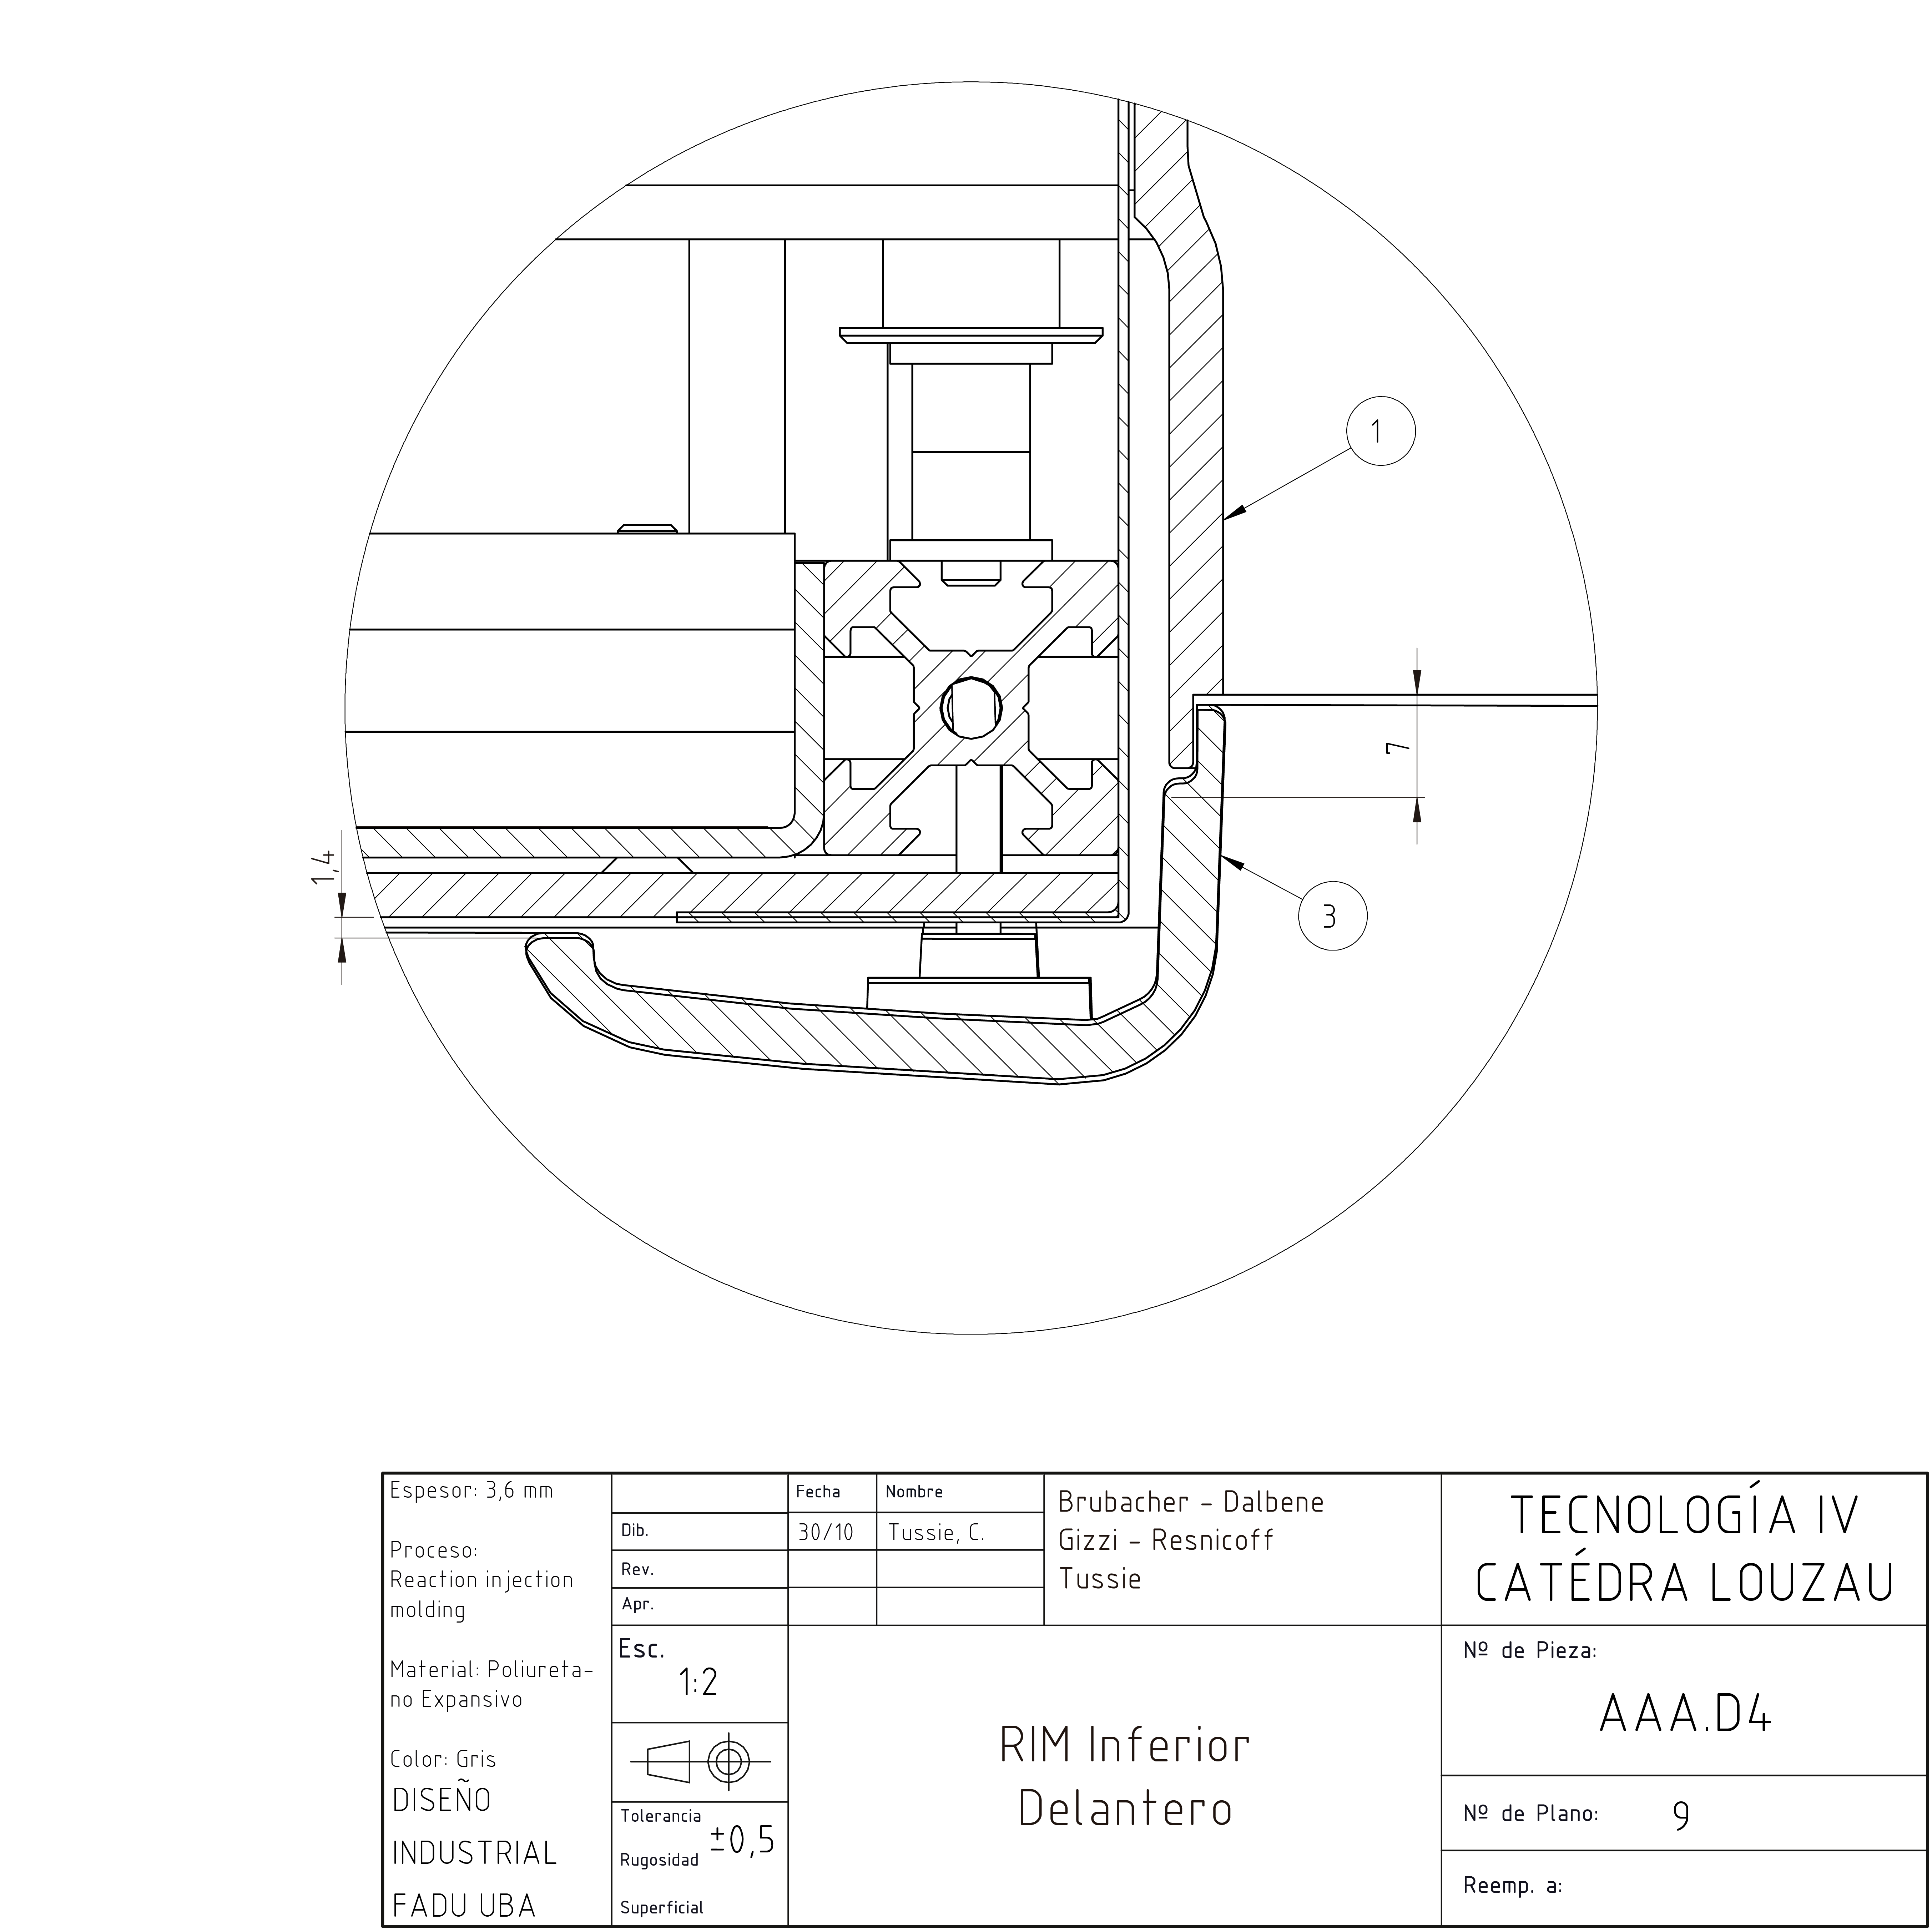 1
7
1,4
3
Espesor: 3,6 mm
Proceso:
Reaction injection
molding
Material: Poliureta-
no Expansivo
Color: Gris
DISEÑO
INDUSTRIAL
FADU UBA
Fecha Nombre
Dib. 30/10 Tussie, C.
Rev.
Apr.
Esc.
1:2
Tolerancia
±0,5
Rugosidad
Superficial
Brubacher - Dalbene
Gizzi - Resnicoff
Tussie
RIM Inferior
Delantero
TECNOLOGÍA IV
CATÉDRA LOUZAU
Nº de Pieza:
AAA.D4
Nº de Plano: 9
Reemp. a: